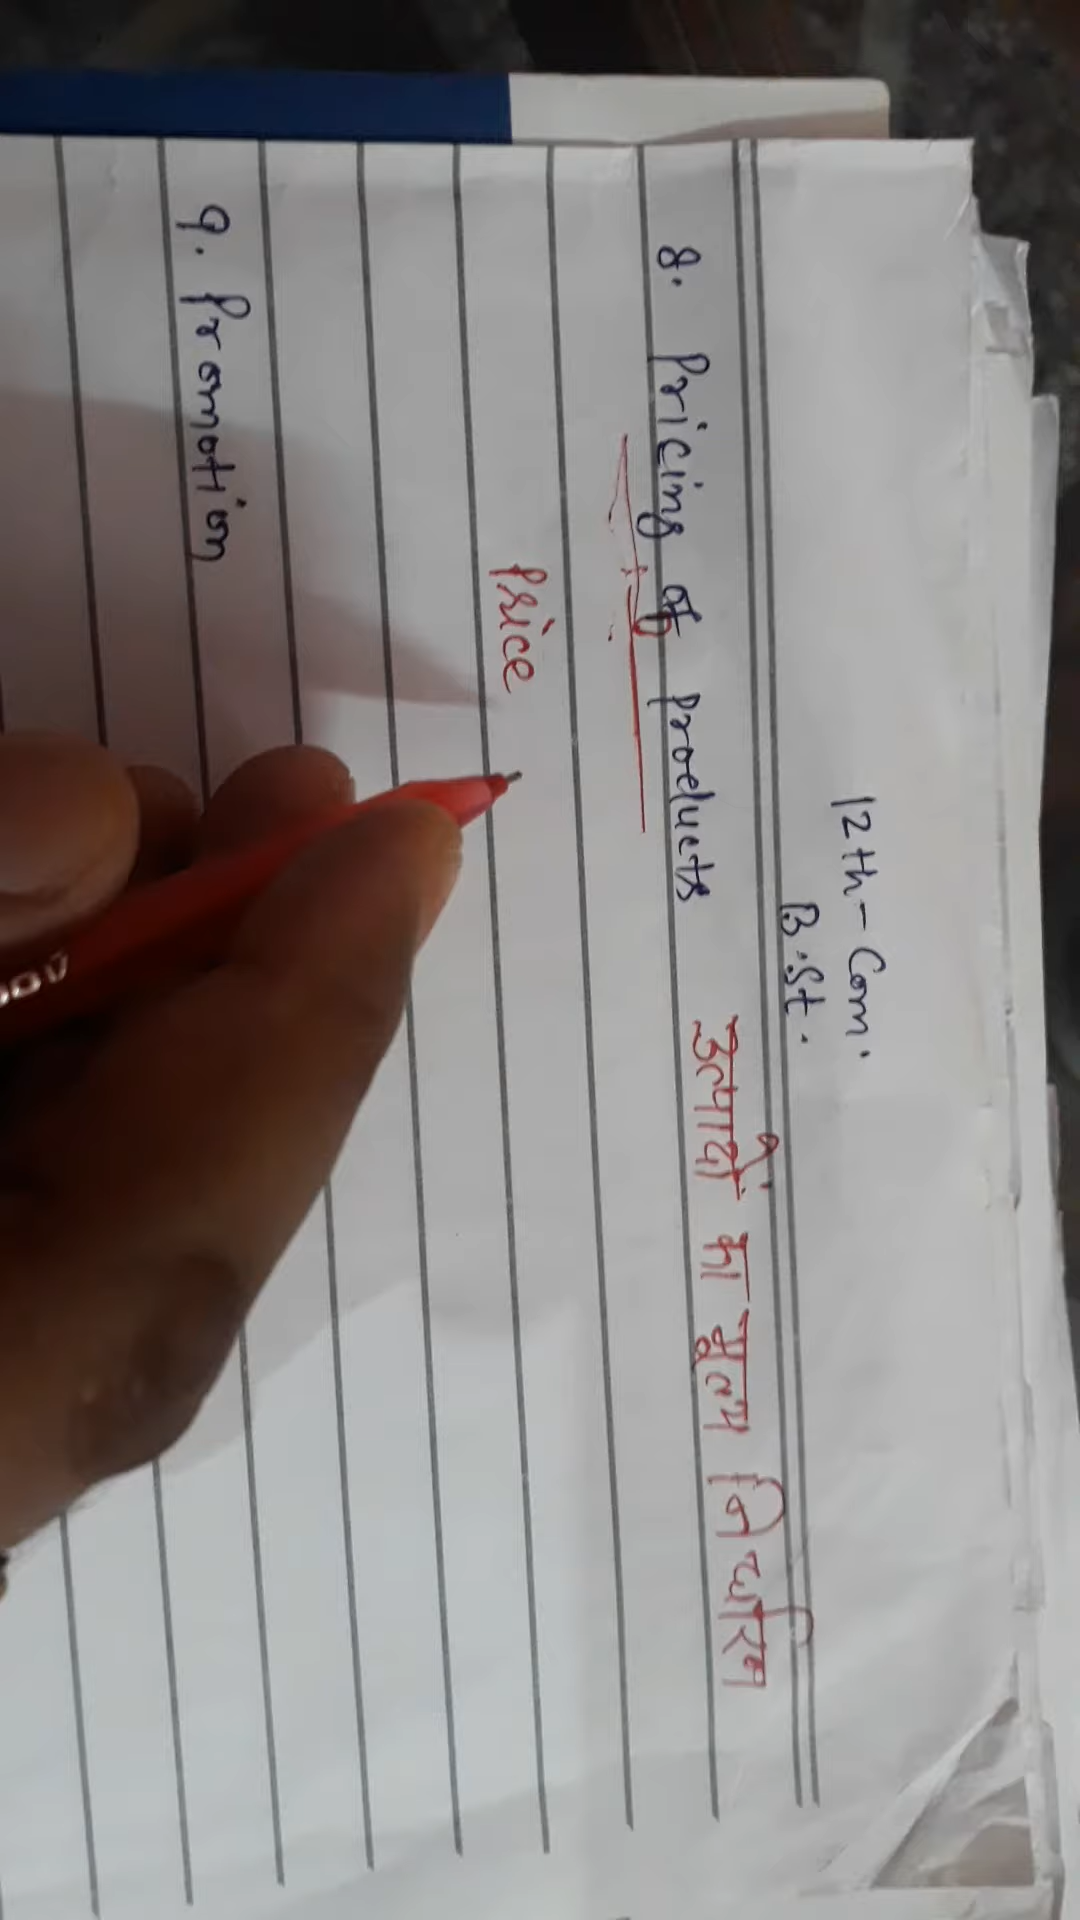 12th-Com.
B.St.
8. Pricing of products उत्पादों का मूल्य निर्धारण
Price
9. Promotion